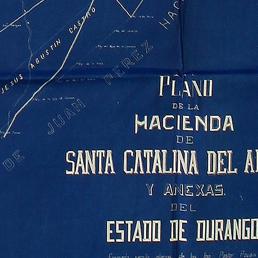 JESUS AGUSTIN CASTRO
HAC
DE JUAN PEREZ
PLANO
DE LA
HACIENDA
DE
SANTA CATALINA DEL A
Y ANEXAS.
DEL
ESTADO DE DURANGO